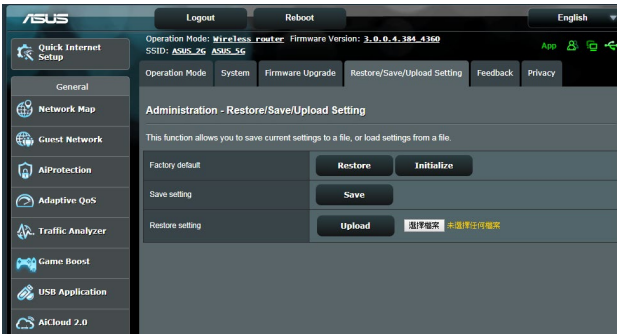 ASUS
Logout
Reboot
English
Quick Internet
Setup
Operation Mode: Wireless router Firmware Version: 3.0.0.4.384_4360
SSID: ASUS_2G ASUS_5G
App
Operation Mode
System
Firmware Upgrade
Restore/Save/Upload Setting
Feedback
Privacy
General
Network Map
Guest Network
AiProtection
Adaptive QoS
Traffic Analyzer
Game Boost
USB Application
AiCloud 2.0
Administration - Restore/Save/Upload Setting
This function allows you to save current settings to a file, or load settings from a file.
Factory default
Restore
Initialize
Save setting
Save
Restore setting
Upload
選擇檔案 未選擇任何檔案